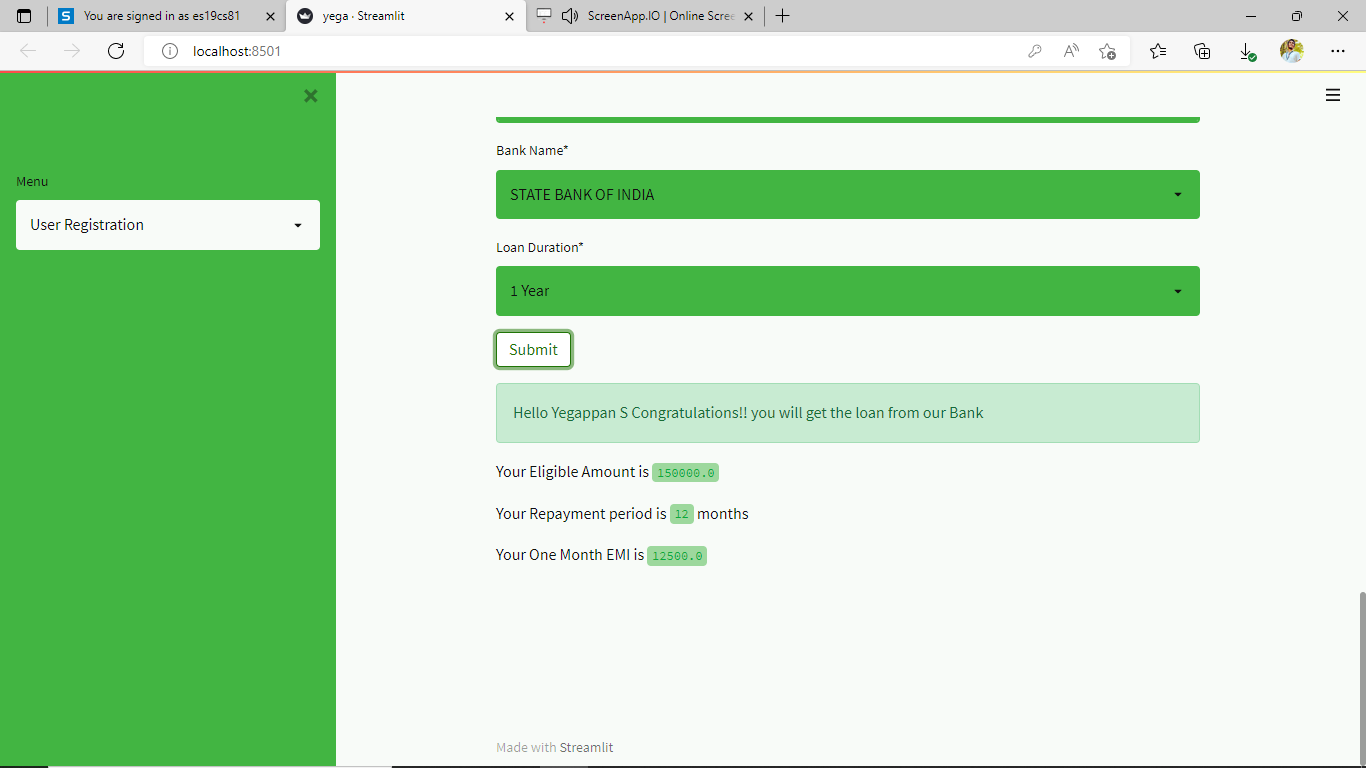 You are signed in as es19cs81
yega · Streamlit
ScreenApp.IO | Online Scree
localhost:8501
Menu
User Registration
Bank Name*
STATE BANK OF INDIA
Loan Duration*
1 Year
Submit
Hello Yegappan S Congratulations!! you will get the loan from our Bank
Your Eligible Amount is 150000.0
Your Repayment period is 12 months
Your One Month EMI is 12500.0
Made with Streamlit